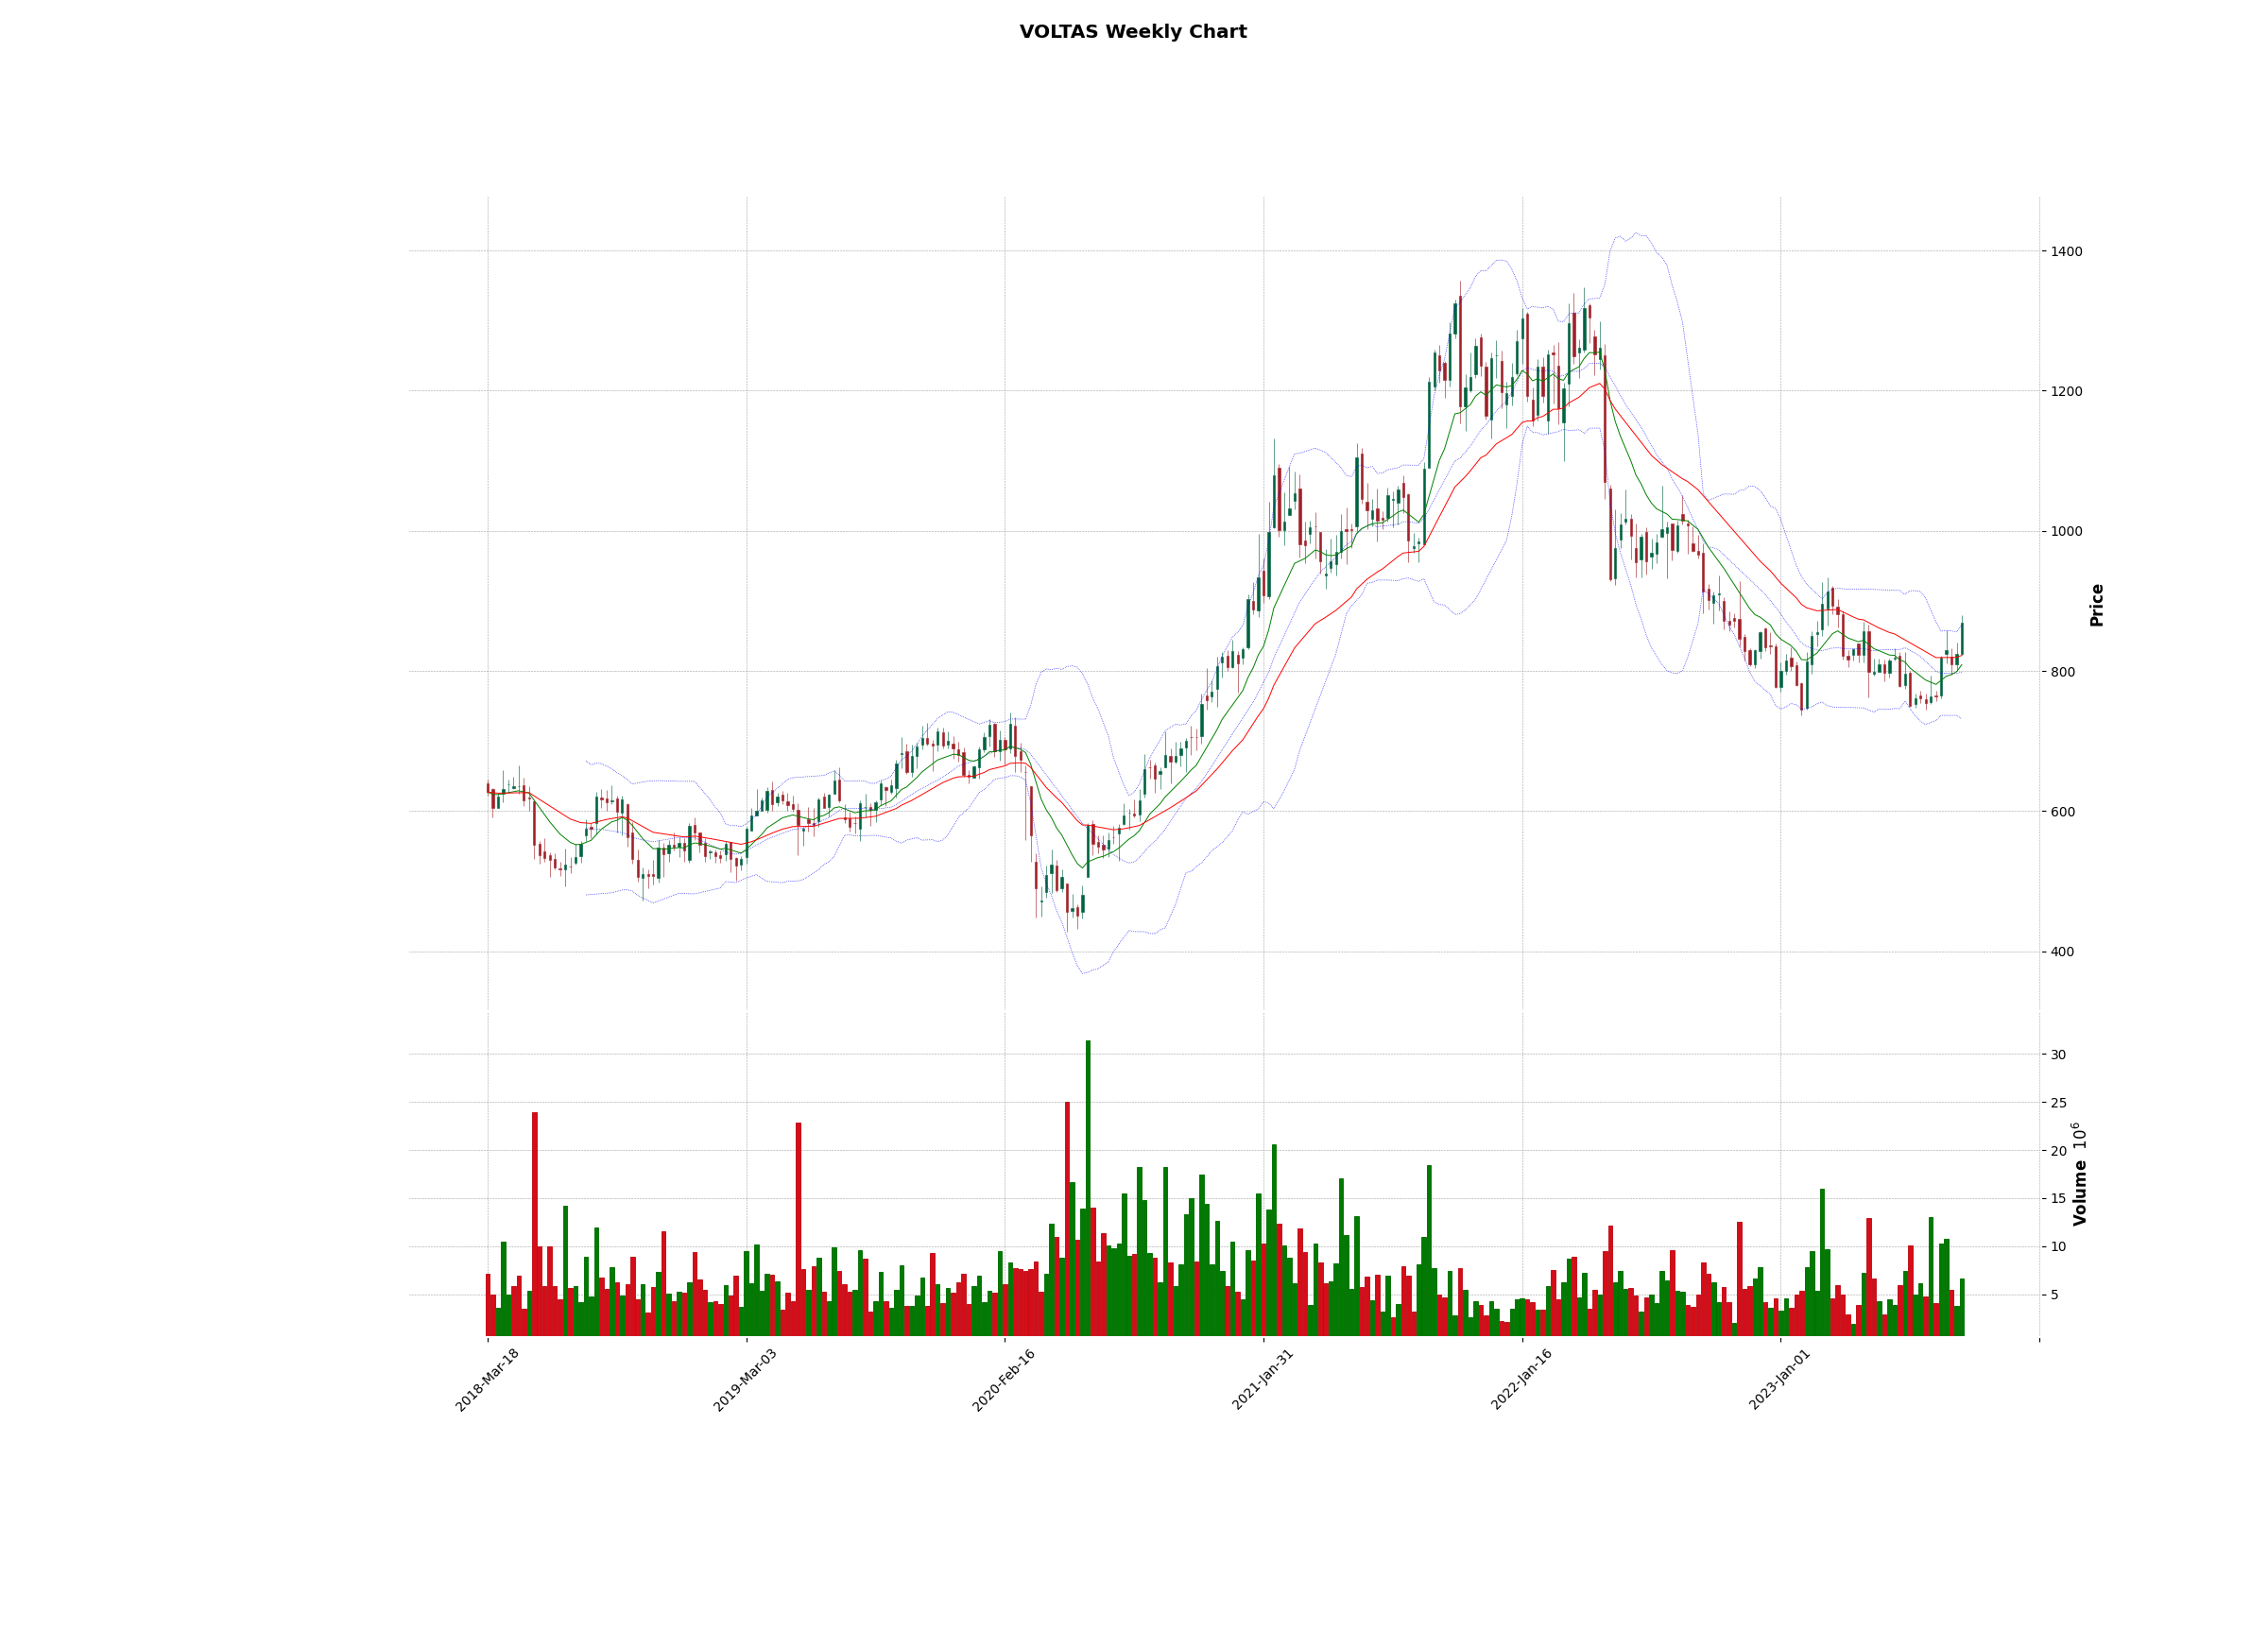 VOLTAS Weekly Chart
1400
1200
1000
800
600
400
Price
30
25
20
15
10
5
Volume 10^6
2018-Mar-18
2019-Mar-03
2020-Feb-16
2021-Jan-31
2022-Jan-16
2023-Jan-01